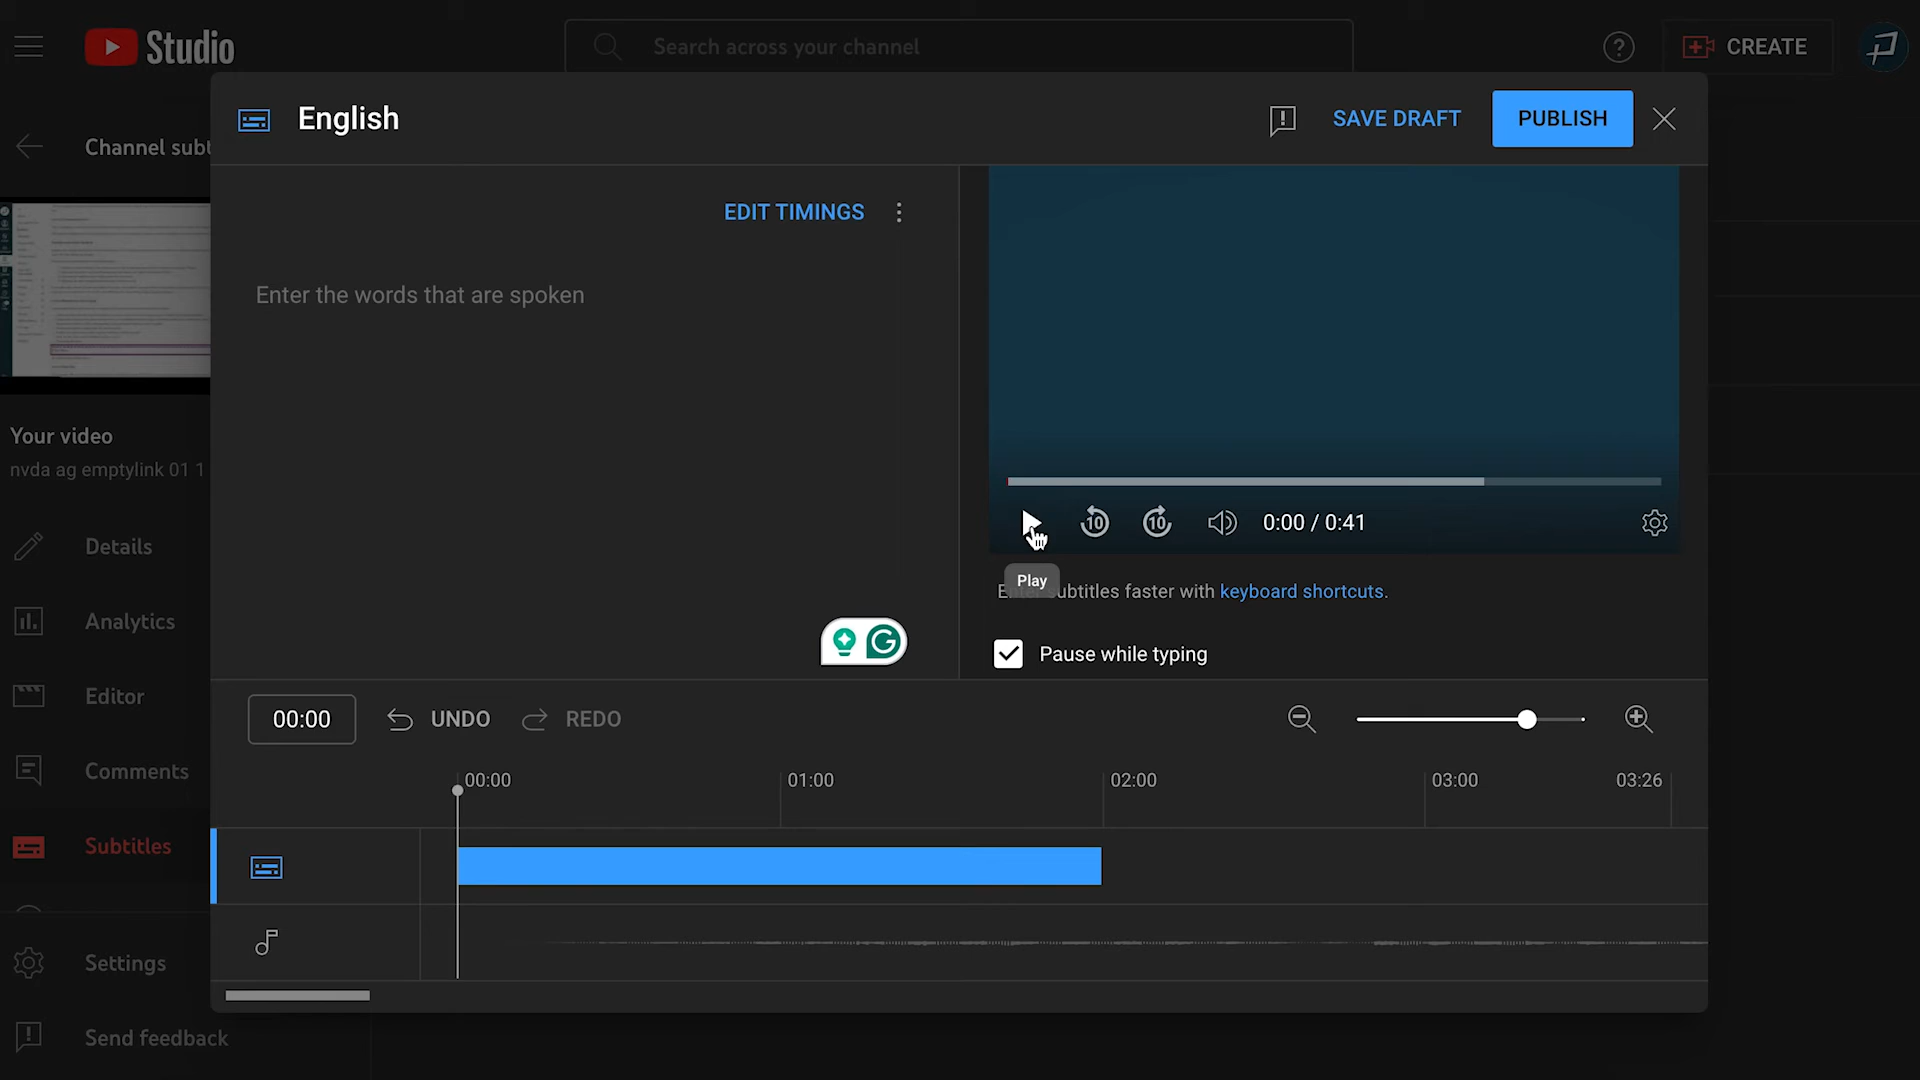 Studio
Search across your channel
CREATE
English
SAVE DRAFT
PUBLISH
Channel subt
EDIT TIMINGS
Enter the words that are spoken
Your video
nvda ag emptylink 01 1
10
10
0:00 / 0:41
Play
ubtitles faster with keyboard shortcuts.
Details
Analytics
Pause while typing
Editor
00:00
UNDO
REDO
Comments
00:00
01:00
02:00
03:00
03:26
Subtitles
Settings
Send feedback